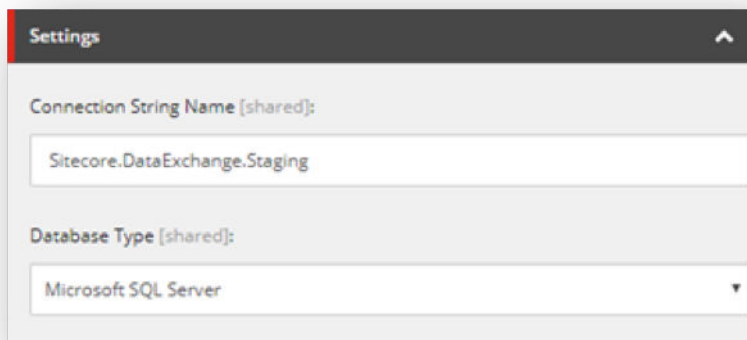 Settings
Connection String Name [shared]:
Sitecore.DataExchange.Staging
Database Type [shared]:
Microsoft SQL Server